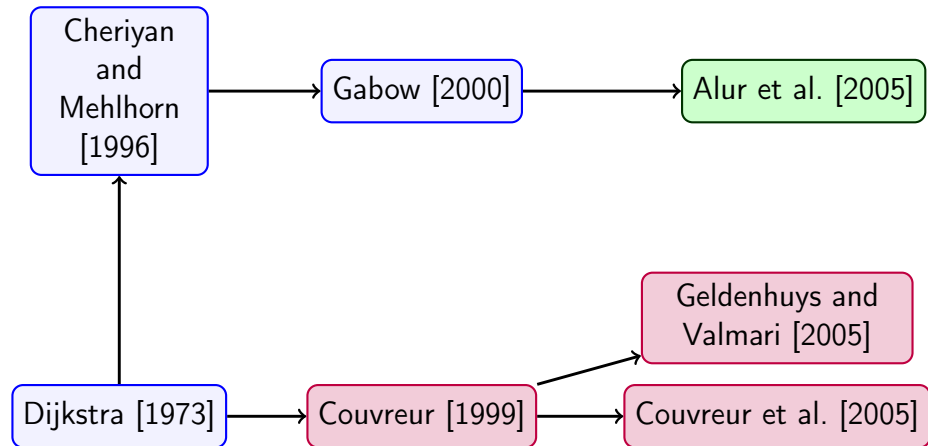 Cheriyan
and
Mehlhorn
[1996]
Gabow [2000]
Alur et al. [2005]
Geldenhuys and
Valmari [2005]
Dijkstra [1973]
Couvreur [1999]
Couvreur et al. [2005]